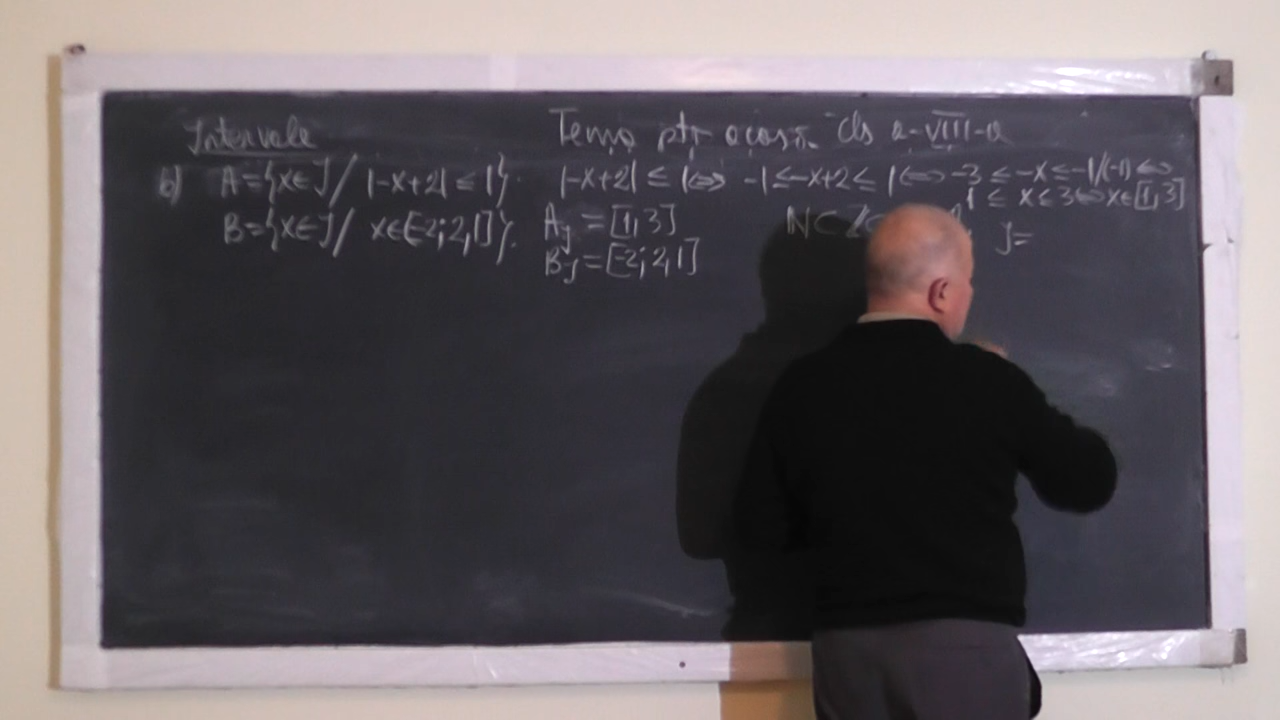 Intervale
Tema ptr acasă. Cls a-VIII-a
b) A={x∈J/ |-x+2|≤1}. |-x+2|≤1⇔ -1≤-x+2≤1⇔ -3≤-x≤-1/(-1)⇔
1≤x≤3⇔x∈[1,3]
B={x∈J/ x∈[-2;2,1]}. A_J=[1,3] N⊂Z⊂ J=
B_J=[-2;2,1]